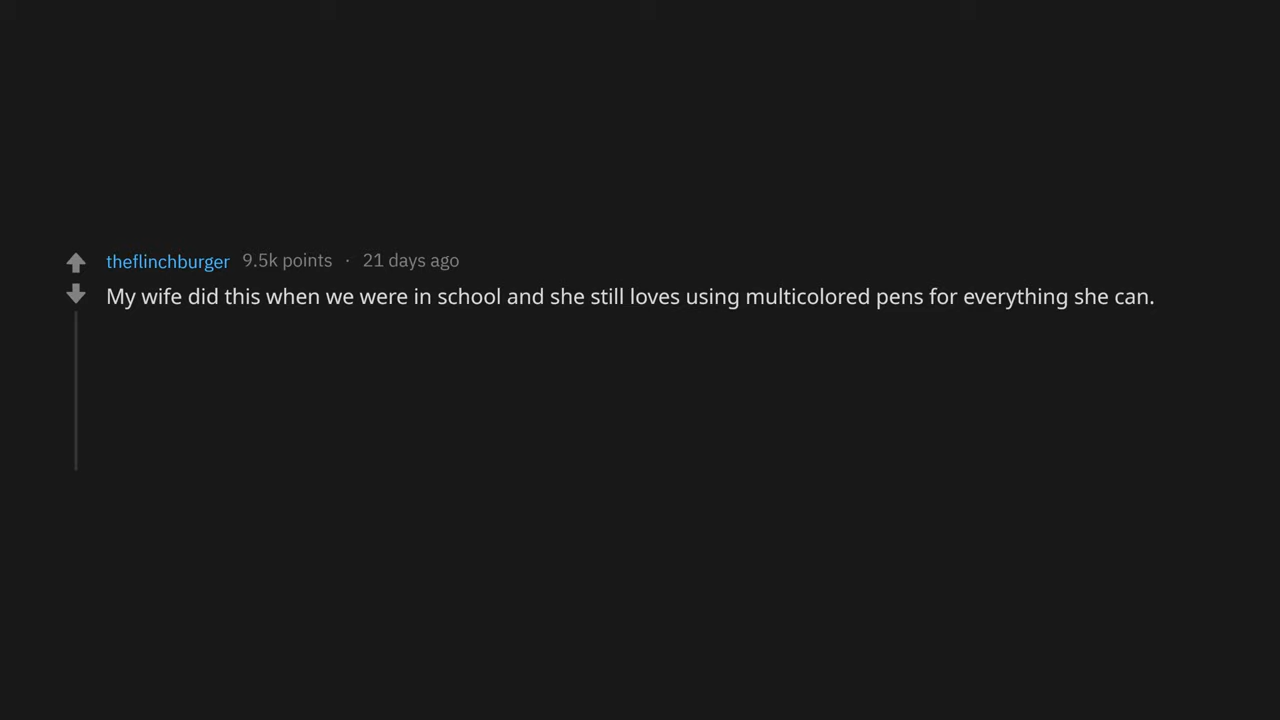 theflinchburger 9.5k points · 21 days ago
My wife did this when we were in school and she still loves using multicolored pens for everything she can.